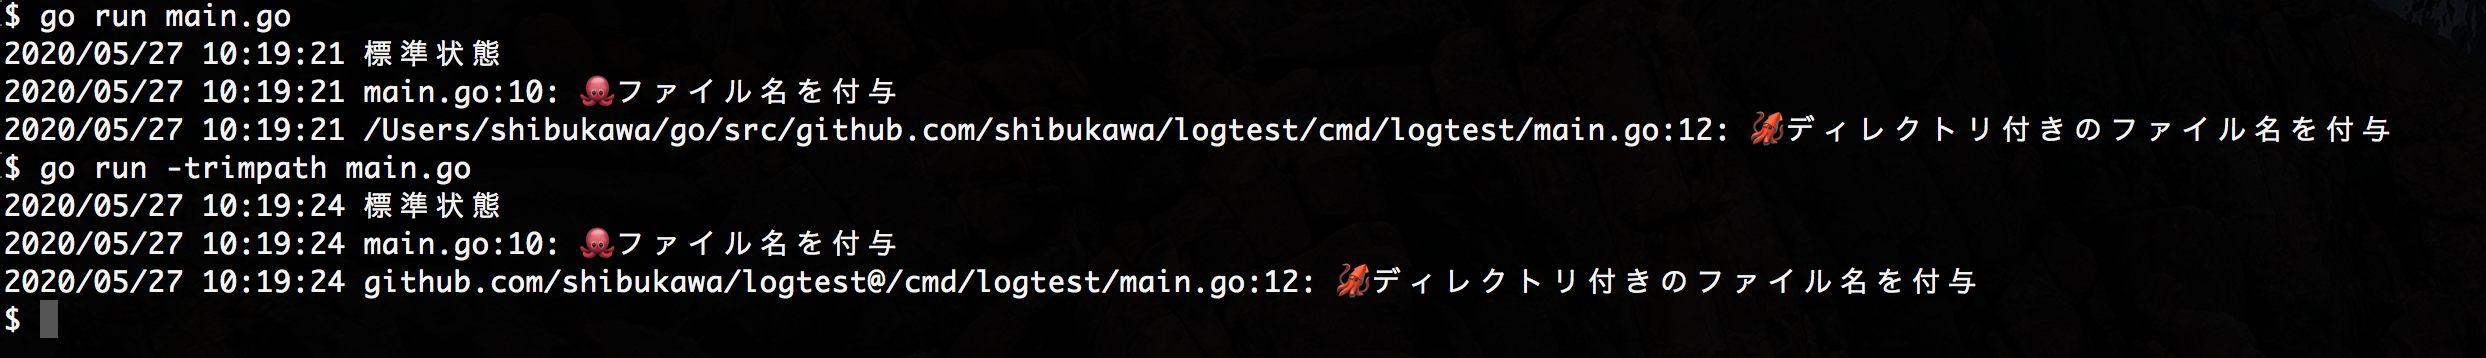 $ go run main.go
2020/05/27 10:19:21 標準状態
2020/05/27 10:19:21 main.go:10: 🐙ファイル名を付与
2020/05/27 10:19:21 /Users/shibukawa/go/src/github.com/shibukawa/logtest/cmd/logtest/main.go:12: 🦑ディレクトリ付きのファイル名を付与
$ go run -trimpath main.go
2020/05/27 10:19:24 標準状態
2020/05/27 10:19:24 main.go:10: 🐙ファイル名を付与
2020/05/27 10:19:24 github.com/shibukawa/logtest@/cmd/logtest/main.go:12: 🦑ディレクトリ付きのファイル名を付与
$